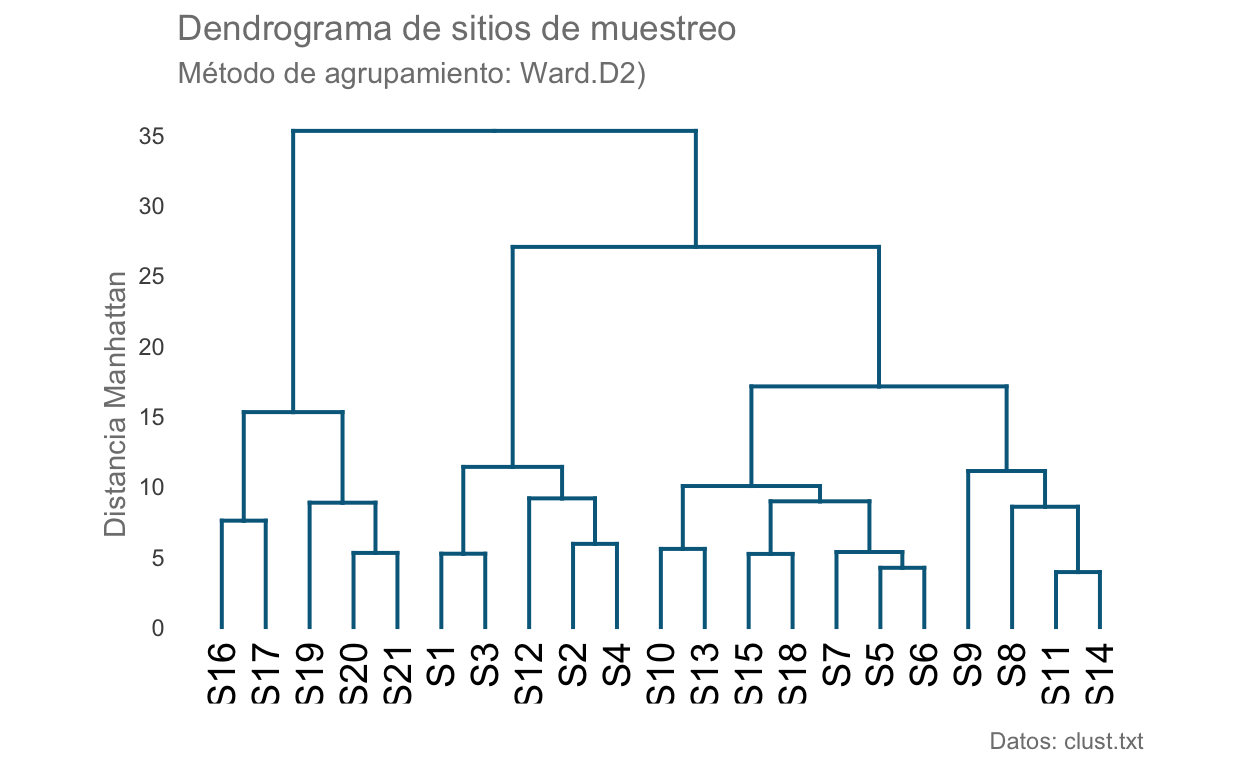 Dendrograma de sitios de muestreo
Método de agrupamiento: Ward.D2)
Distancia Manhattan
35
30
25
20
15
10
5
0
S16 S17 S19 S20 S21 S1 S3 S12 S2 S4 S10 S13 S15 S18 S7 S5 S6 S9 S8 S11 S14
Datos: clust.txt